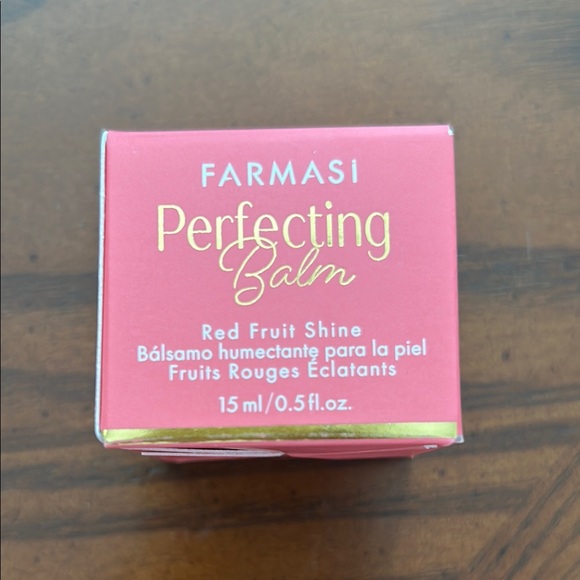 FARMASi
Perfecting
Balm
Red Fruit Shine
Bálsamo humectante para la piel
Fruits Rouges Éclatants
15 ml/0.5 fl.oz.